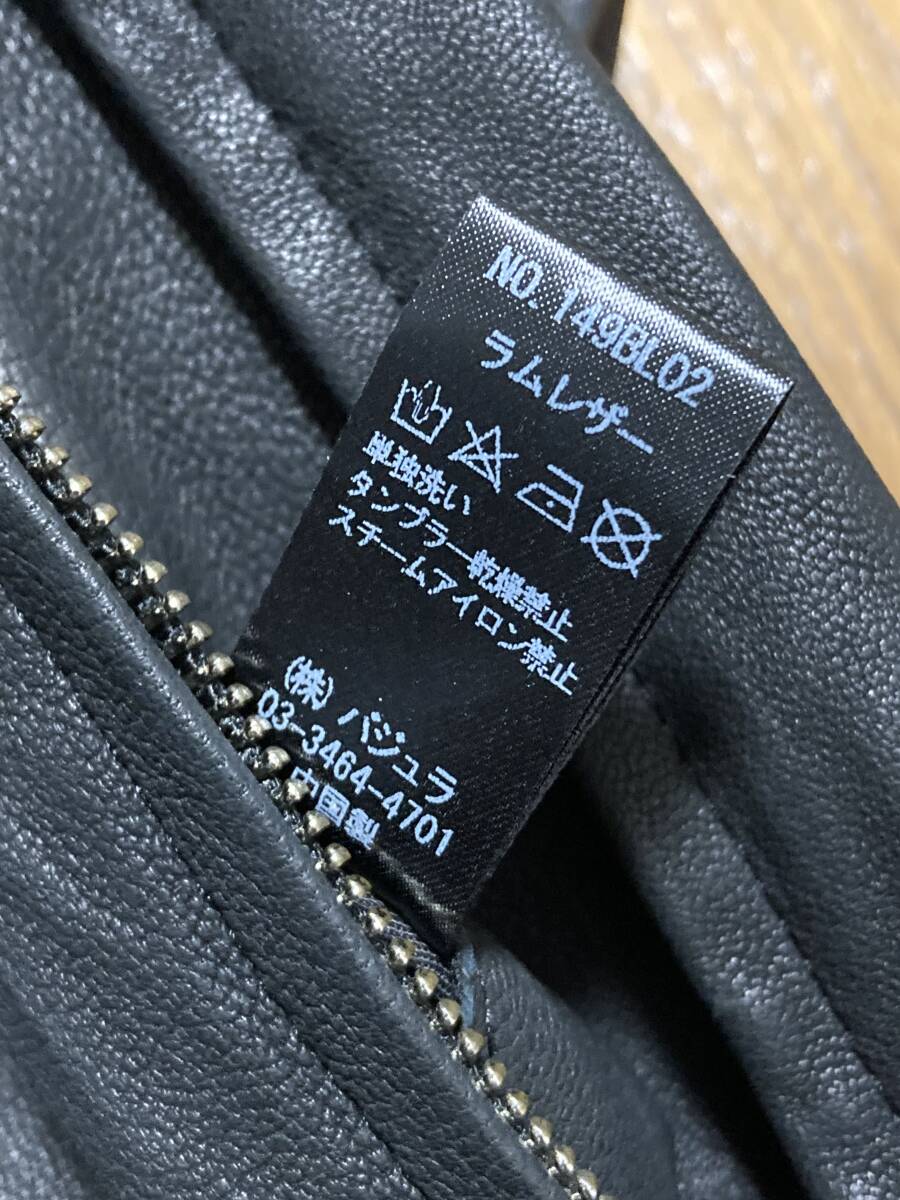 NO.149BL02
ラムレザー
単独洗い
タンブラー乾燥禁止
スチームアイロン禁止
(株) バジュラ
03-3464-4701
中国製